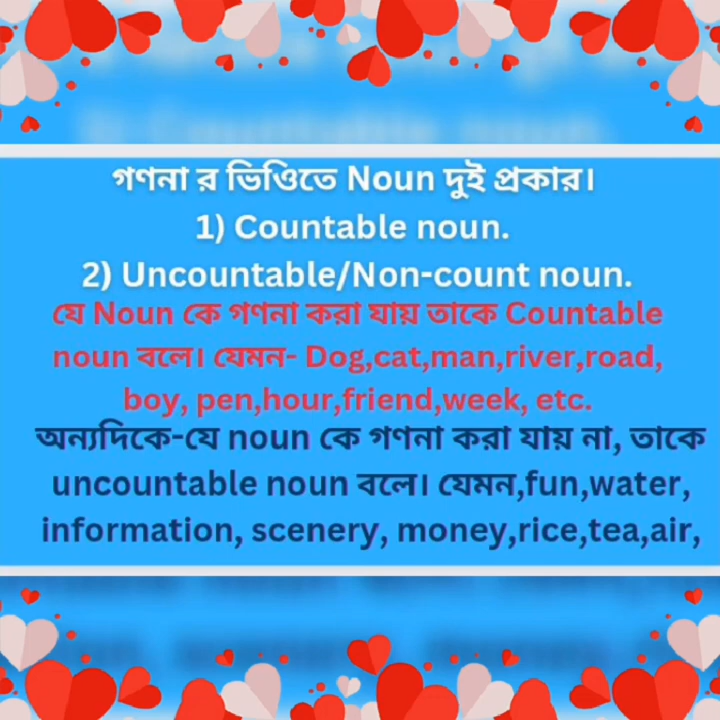 গণনা র ভিত্তিতে Noun দুই প্রকার।
1) Countable noun.
2) Uncountable/Non-count noun.
যে Noun কে গণনা করা যায় তাকে Countable
noun বলে। যেমন- Dog,cat,man,river,road,
boy, pen,hour,friend,week, etc.
অন্যদিকে-যে noun কে গণনা করা যায় না, তাকে
uncountable noun বলে। যেমন,fun,water,
information, scenery, money,rice,tea,air,